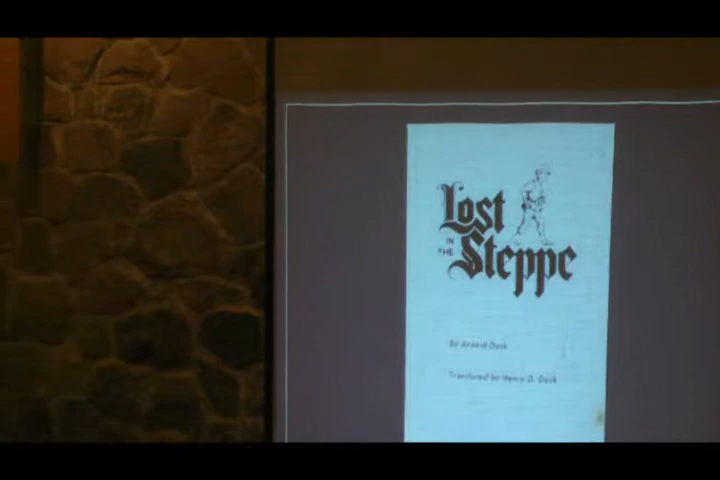 Lost
IN
THE
Steppe
By Arnold Dyck
Translated by Henry D. Dyck